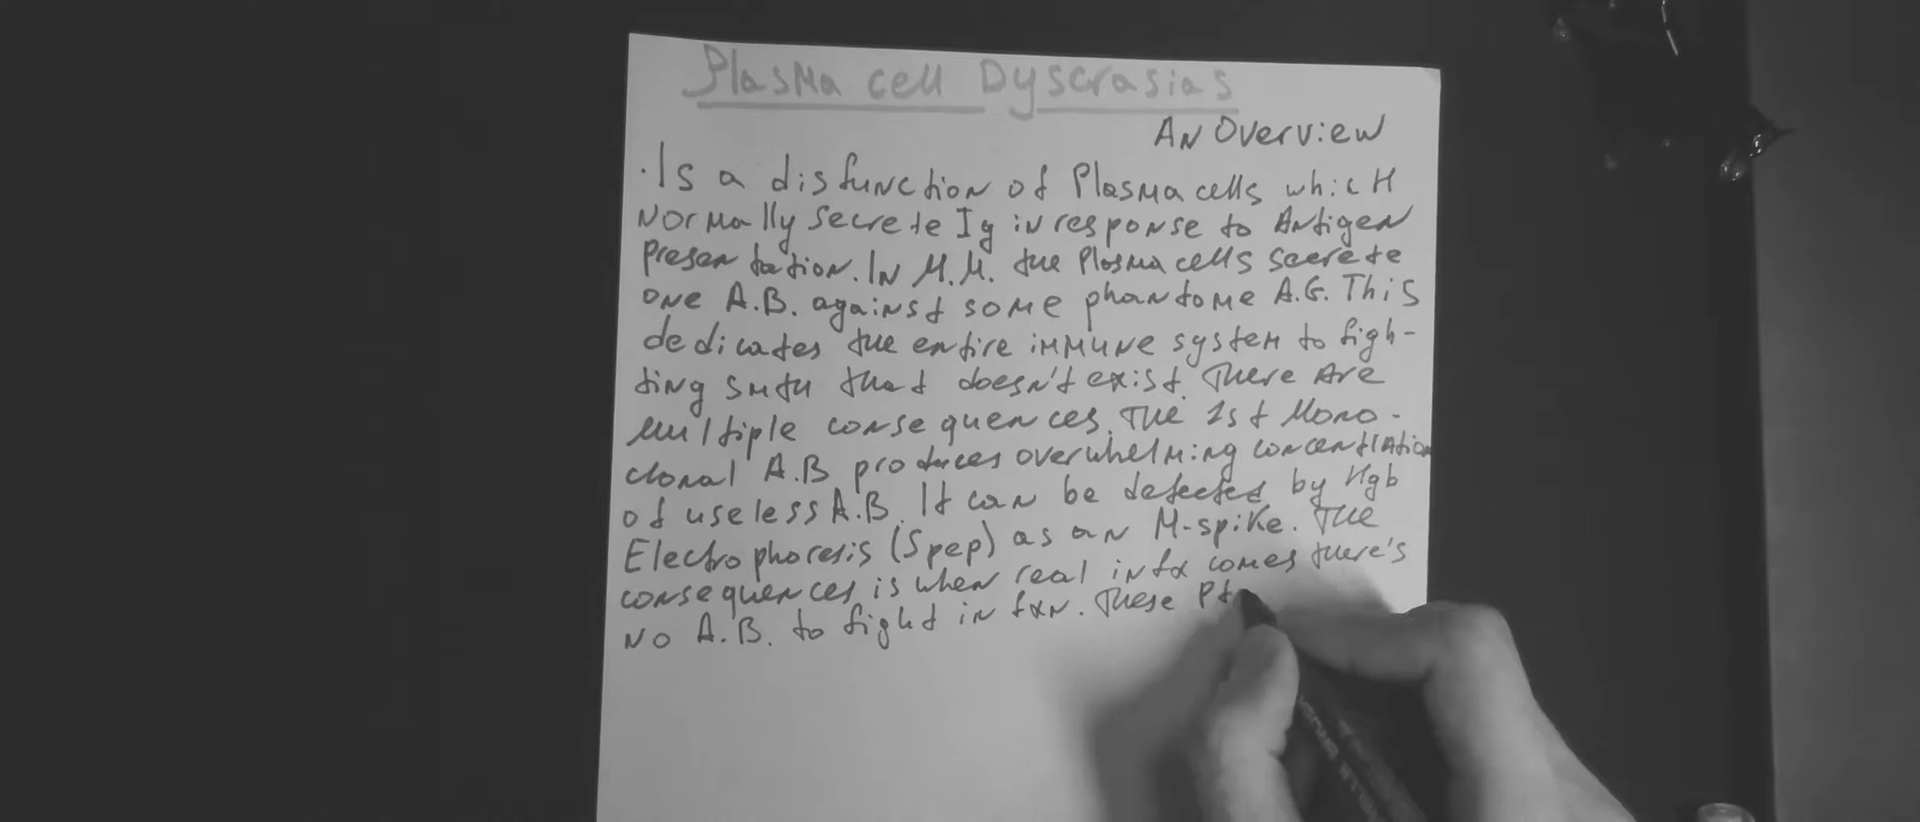 Plasma cell Dyscrasias
An Overview
· Is a disfunction of Plasma cells which
normally secrete Ig in response to Antigen
presentation. In M.M. the Plasma cells secrete
one A.B. against some phantome A.G. This
dedicates the entire immune system to figh-
ting smth that doesn't exist. There Are
multiple consequences. The 1st Mono-
clonal A.B produces overwhelming concentration
of useless A.B. It can be detected by Hgb
Electrophoresis (Spep) as an M-spike. The
consequences is when real infx comes there's
no A.B. to fight infxn. These Pt